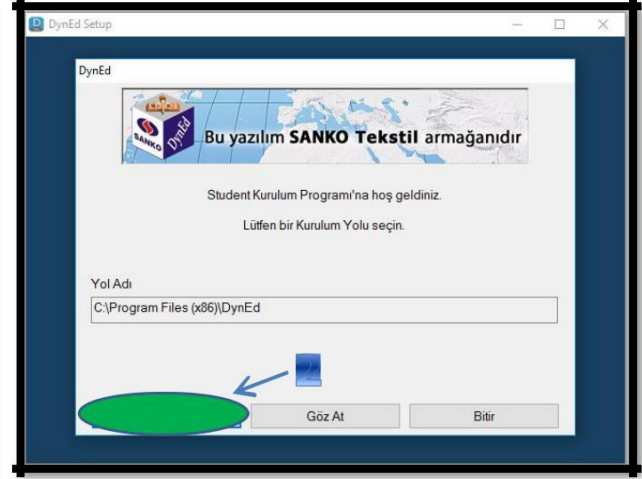 DynEd Setup
DynEd
SANKO
DynEd
Bu yazılım SANKO Tekstil armağanıdır
Student Kurulum Programı'na hoş geldiniz.
Lütfen bir Kurulum Yolu seçin.
Yol Adı
C:\Program Files (x86)\DynEd
2
Göz At
Bitir